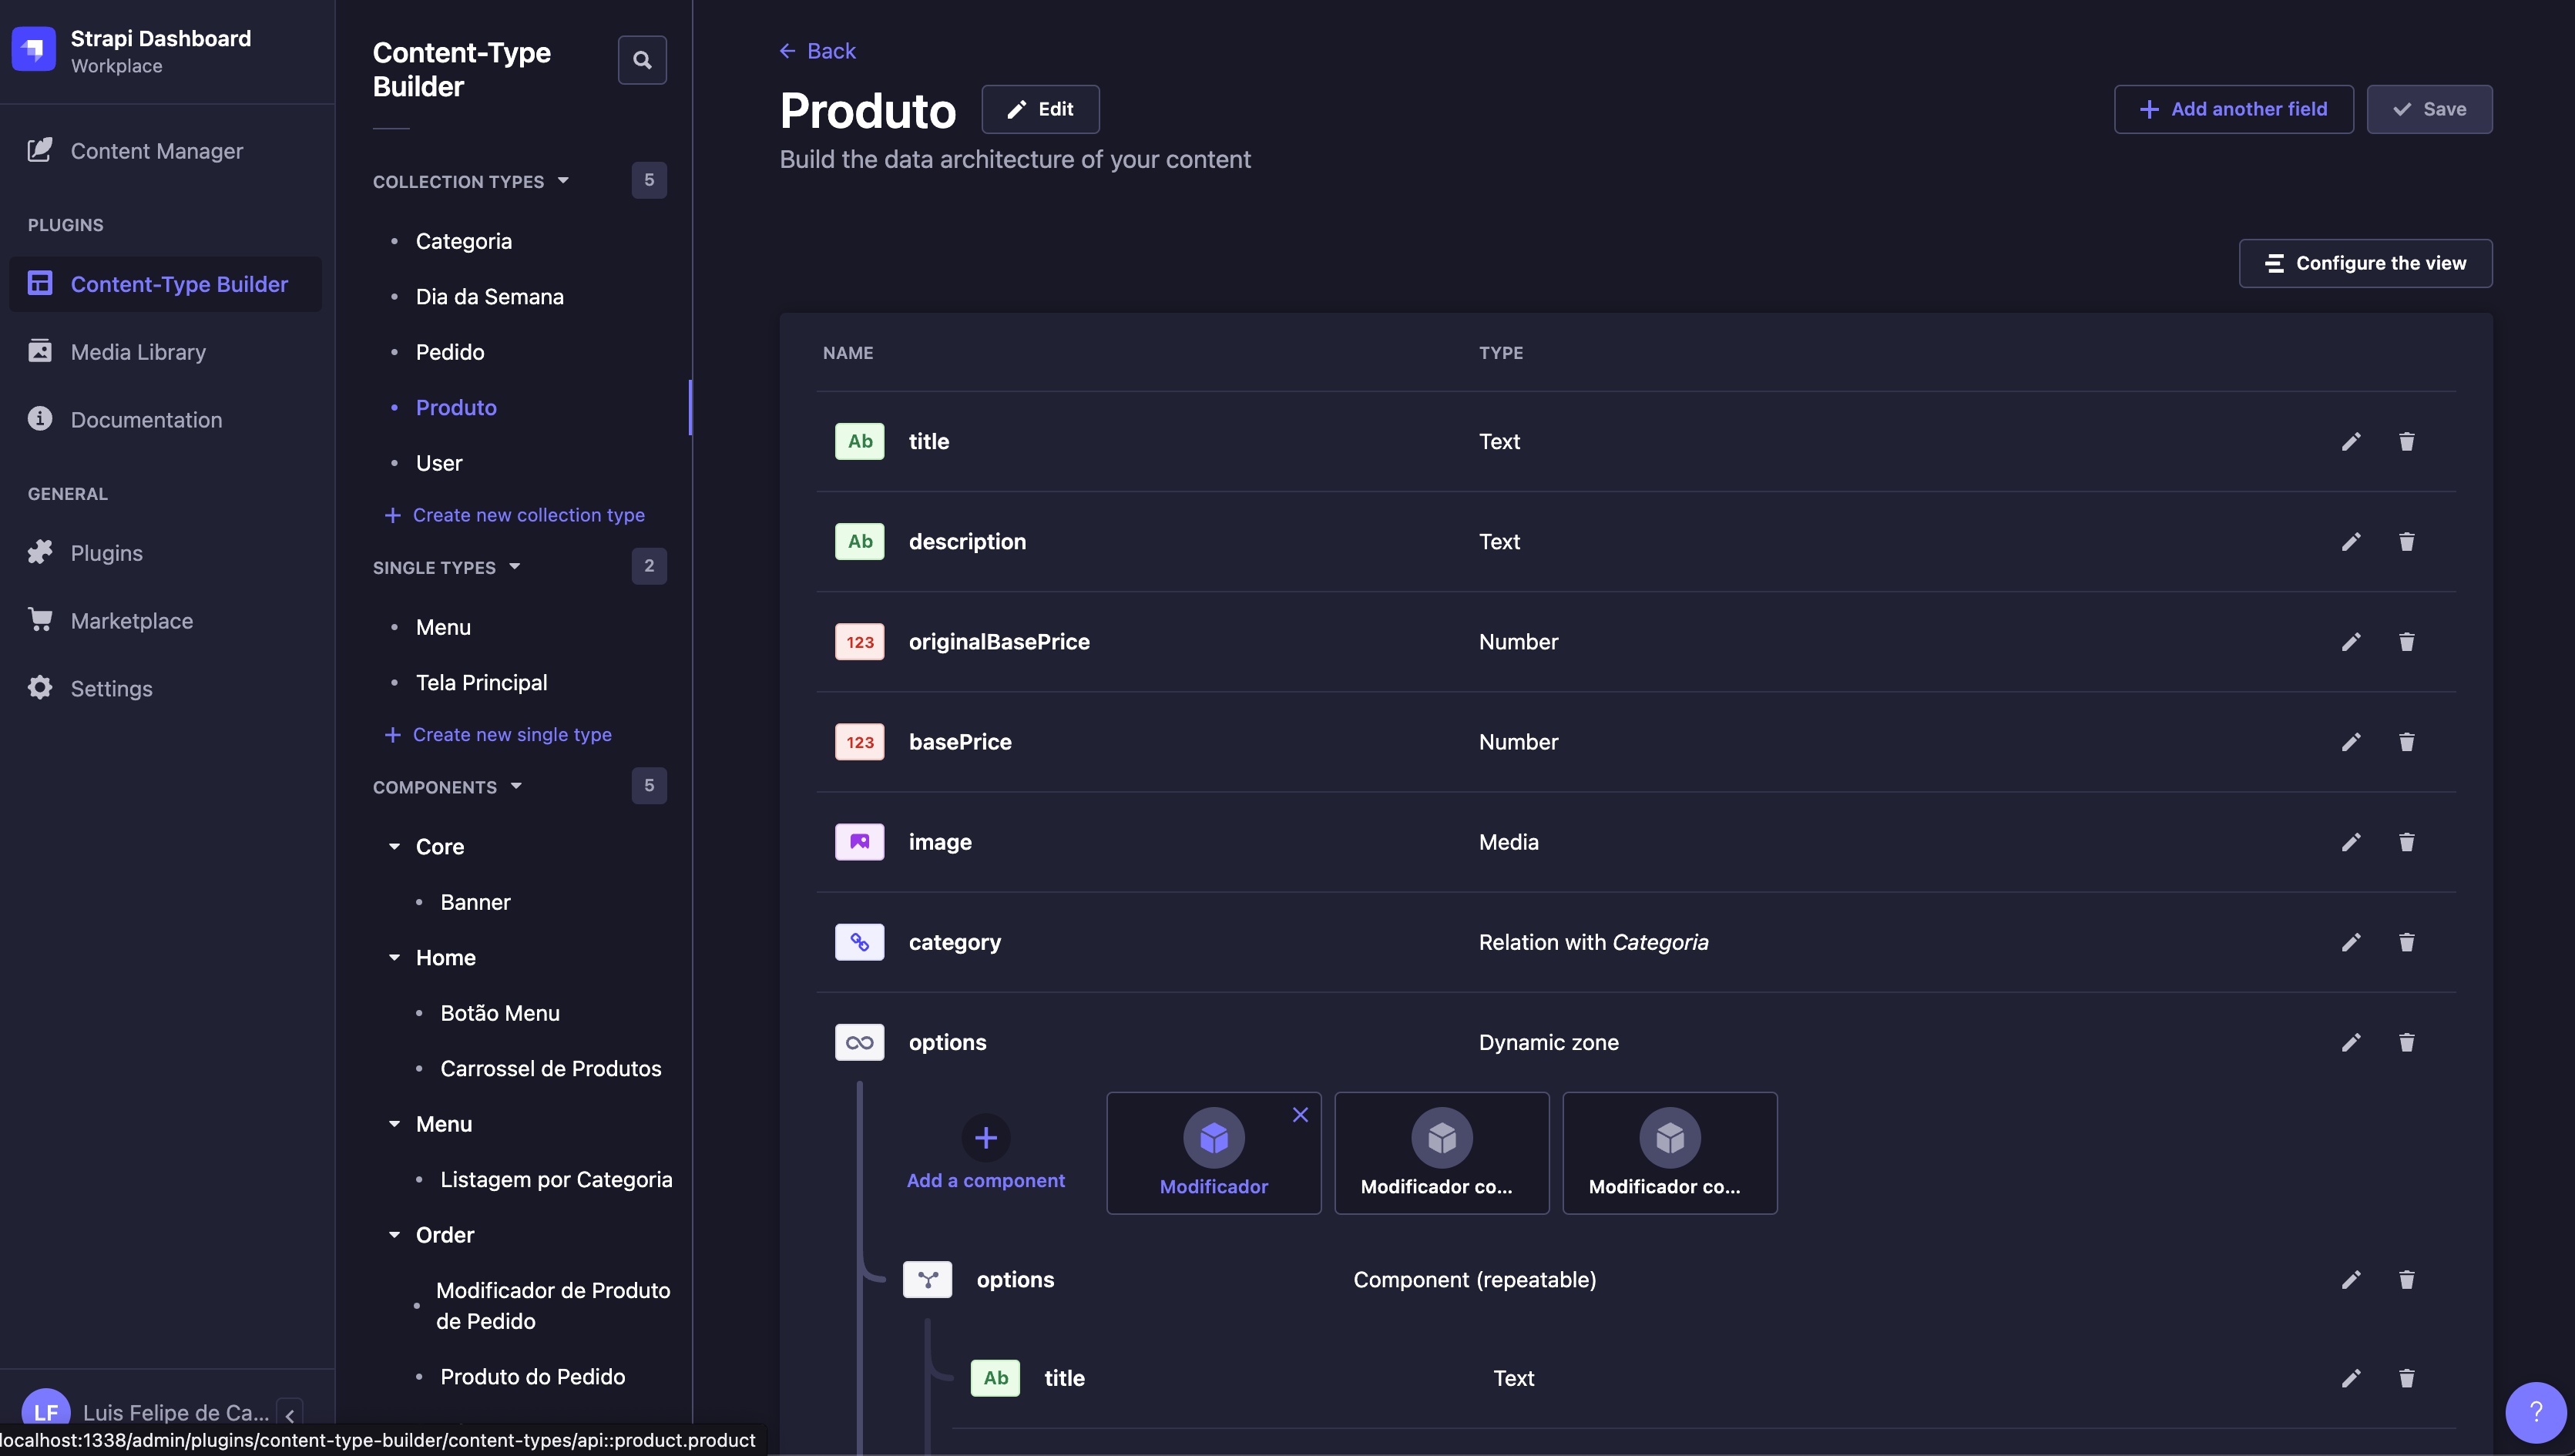 Strapi Dashboard
Workplace
Content Manager
PLUGINS
Content-Type Builder
Media Library
Documentation
GENERAL
Plugins
Marketplace
Settings
LF
Luis Felipe de Ca...
localhost:1338/admin/plugins/content-type-builder/content-types/api::product.product
Content-Type
Builder
COLLECTION TYPES
5
Categoria
Dia da Semana
Pedido
Produto
User
Create new collection type
SINGLE TYPES
2
Menu
Tela Principal
Create new single type
COMPONENTS
5
Core
Banner
Home
Botão Menu
Carrossel de Produtos
Menu
Listagem por Categoria
Order
Modificador de Produto
de Pedido
Produto do Pedido
Back
Produto
Edit
Add another field
Save
Build the data architecture of your content
Configure the view
NAME TYPE
Ab title Text
Ab description Text
123 originalBasePrice Number
123 basePrice Number
image Media
category Relation with Categoria
options Dynamic zone
Add a component
Modificador
Modificador co...
Modificador co...
options Component (repeatable)
Ab title Text
?